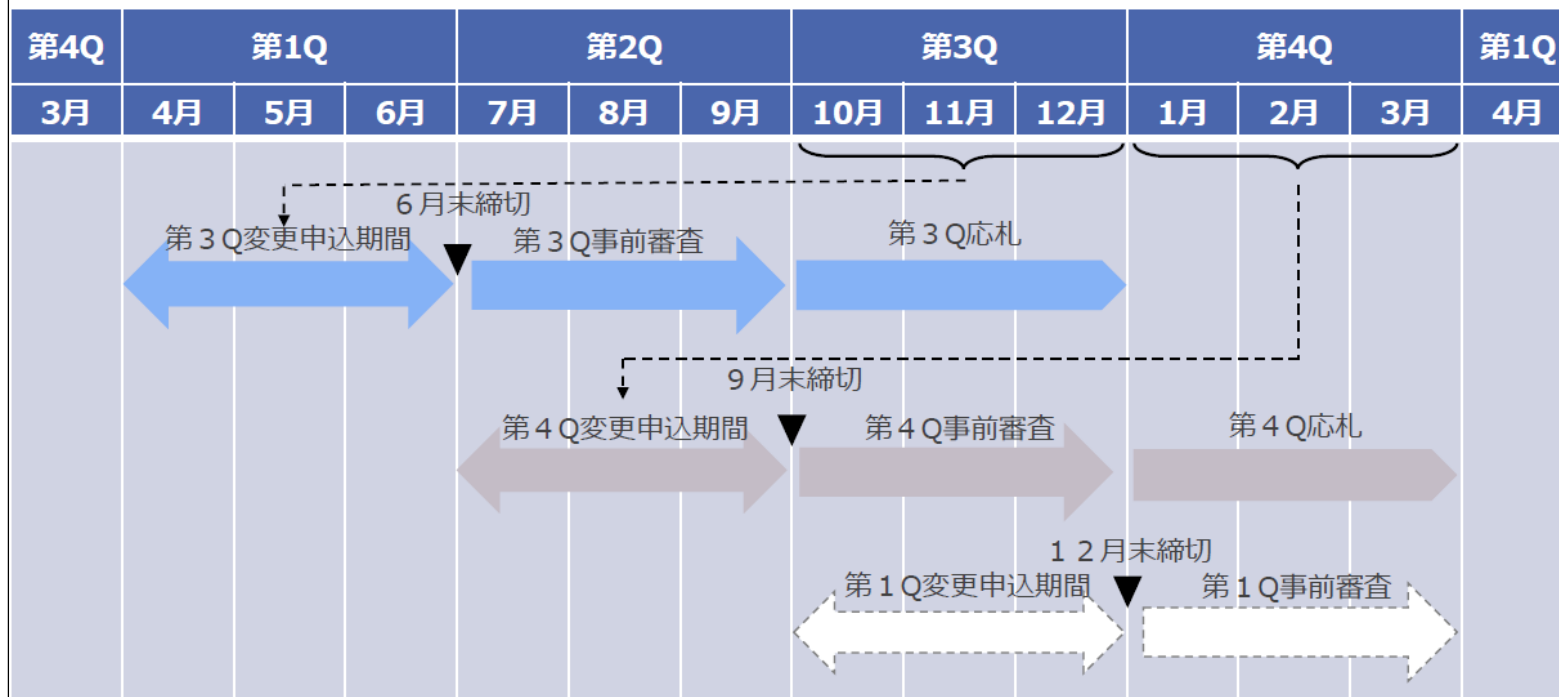 第4Q 第1Q 第2Q 第3Q 第4Q 第1Q
3月 4月 5月 6月 7月 8月 9月 10月 11月 12月 1月 2月 3月 4月
６月末締切
第３Q変更申込期間 第３Q事前審査 第３Q応札
９月末締切
第４Q変更申込期間 第４Q事前審査 第４Q応札
１２月末締切
第１Q変更申込期間 第１Q事前審査